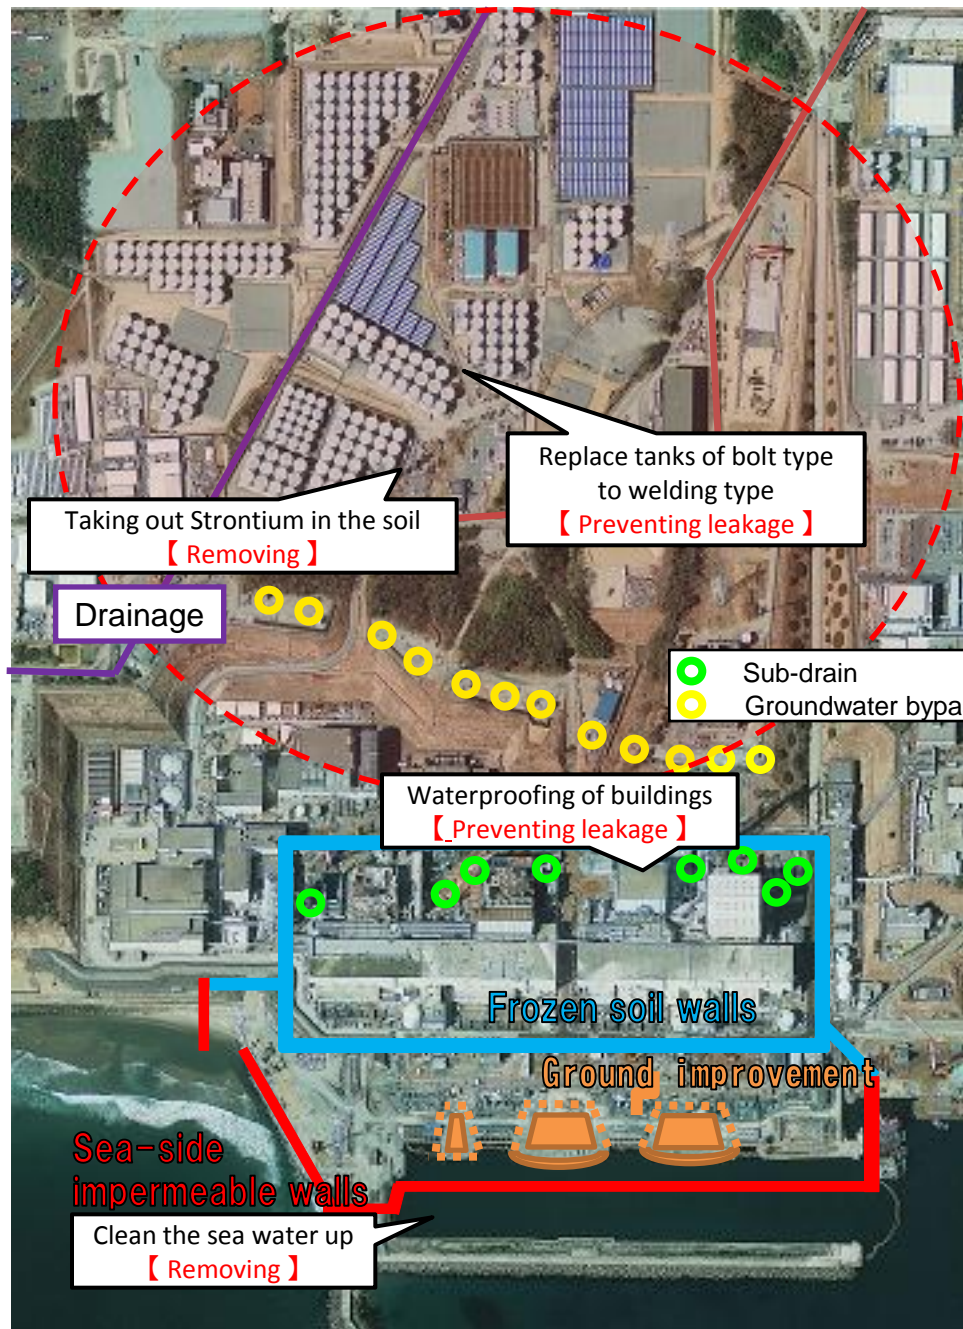 Replace tanks of bolt type
to welding type
【 Preventing leakage 】
Taking out Strontium in the soil
【 Removing 】
Drainage
Sub-drain
Groundwater bypa
Waterproofing of buildings
【 Preventing leakage 】
Frozen soil walls
Ground improvement
Sea-side
impermeable walls
Clean the sea water up
【 Removing 】